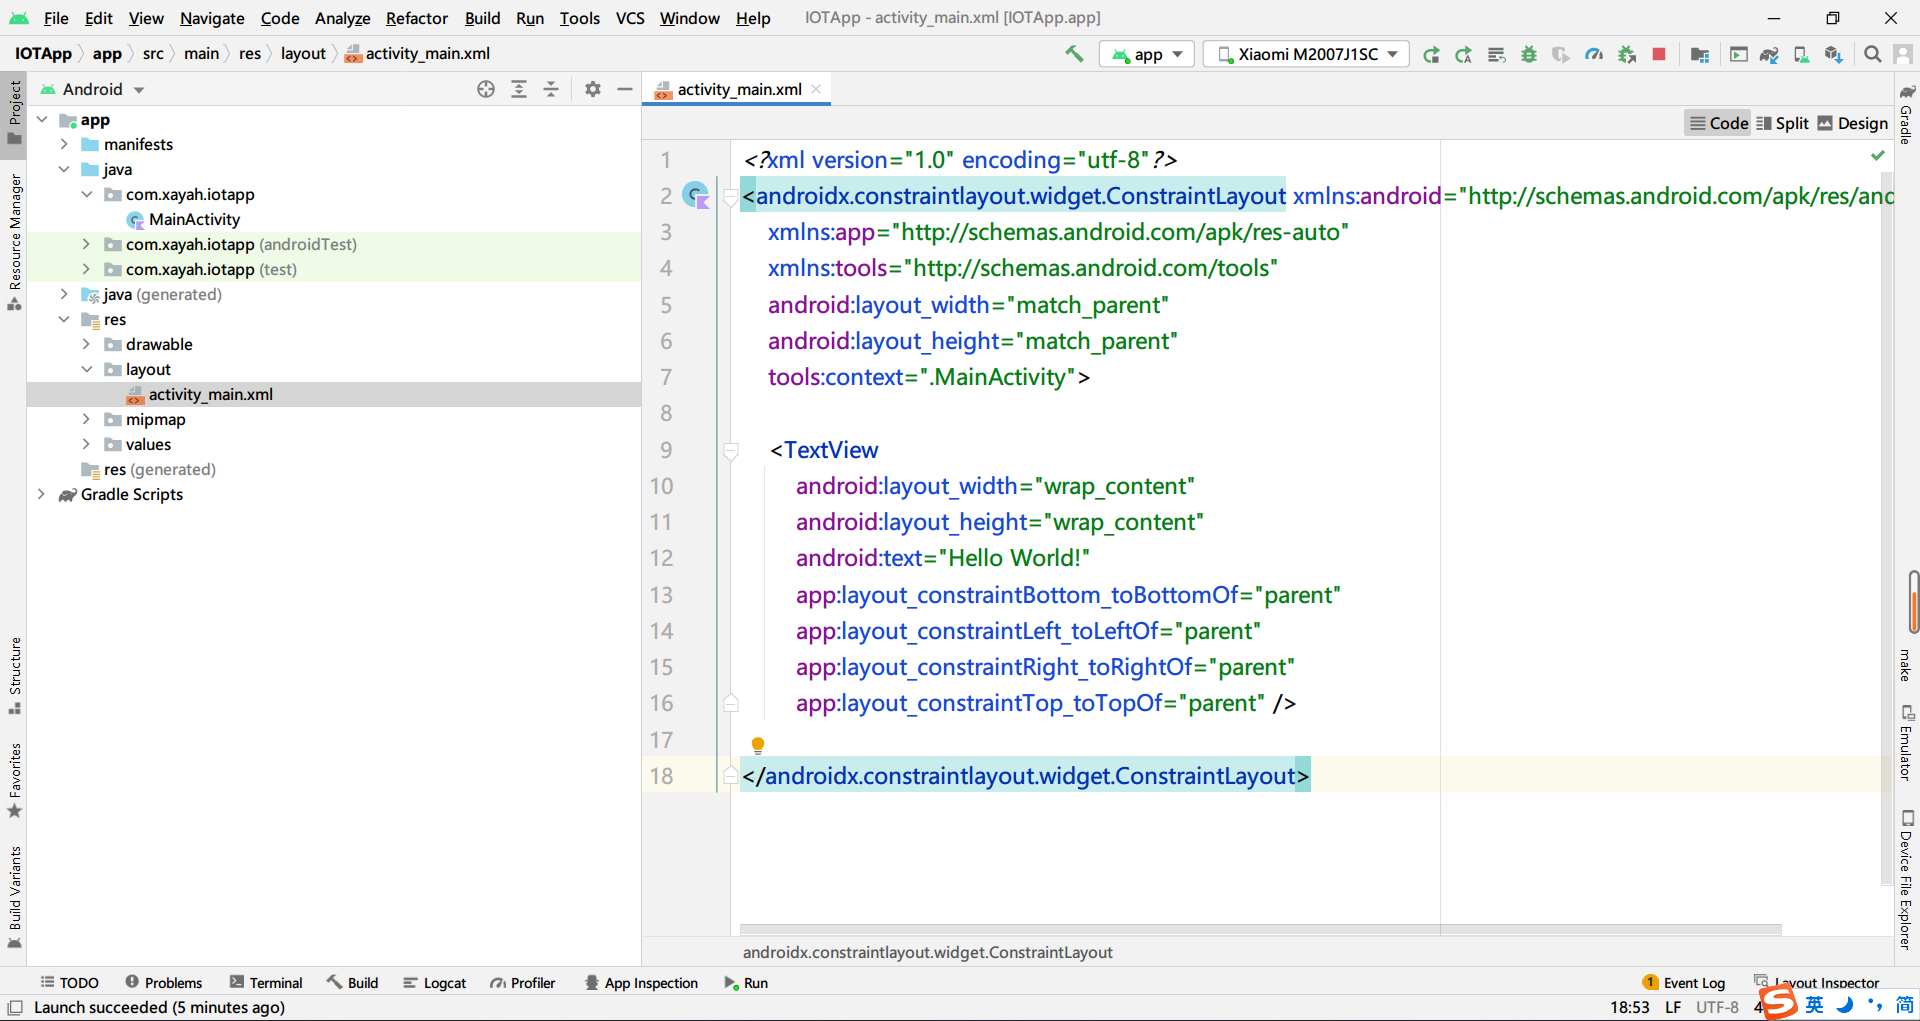 File Edit View Navigate Code Analyze Refactor Build Run Tools VCS Window Help IOTApp - activity_main.xml [IOTApp.app]
IOTApp app src main res layout activity_main.xml app Xiaomi M2007J1SC
Project
Android
activity_main.xml
Code Split Design
app
manifests
java
com.xayah.iotapp
MainActivity
com.xayah.iotapp (androidTest)
com.xayah.iotapp (test)
java (generated)
res
drawable
layout
activity_main.xml
mipmap
values
res (generated)
Gradle Scripts
Resource Manager
Structure
Favorites
Build Variants
1 <?xml version="1.0" encoding="utf-8"?>
2 <androidx.constraintlayout.widget.ConstraintLayout xmlns:android="http://schemas.android.com/apk/res/and
3 xmlns:app="http://schemas.android.com/apk/res-auto"
4 xmlns:tools="http://schemas.android.com/tools"
5 android:layout_width="match_parent"
6 android:layout_height="match_parent"
7 tools:context=".MainActivity">
8
9 <TextView
10 android:layout_width="wrap_content"
11 android:layout_height="wrap_content"
12 android:text="Hello World!"
13 app:layout_constraintBottom_toBottomOf="parent"
14 app:layout_constraintLeft_toLeftOf="parent"
15 app:layout_constraintRight_toRightOf="parent"
16 app:layout_constraintTop_toTopOf="parent" />
17
18 </androidx.constraintlayout.widget.ConstraintLayout>
androidx.constraintlayout.widget.ConstraintLayout
Gradle
make
Emulator
Device File Explorer
TODO Problems Terminal Build Logcat Profiler App Inspection Run 1 Event Log Layout Inspector
Launch succeeded (5 minutes ago) 18:53 LF UTF-8 4 S 英 简